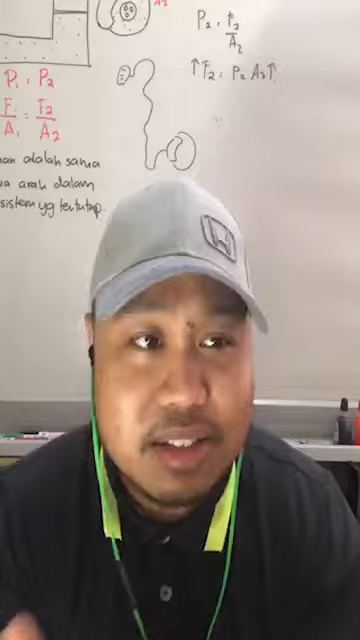 A2
P2 = F2
A2
↑F2 = P2 A2↑
P1 = P2
F1 = F2
A1 A2
adalah sama
arah dalam
sistem yg tertutup